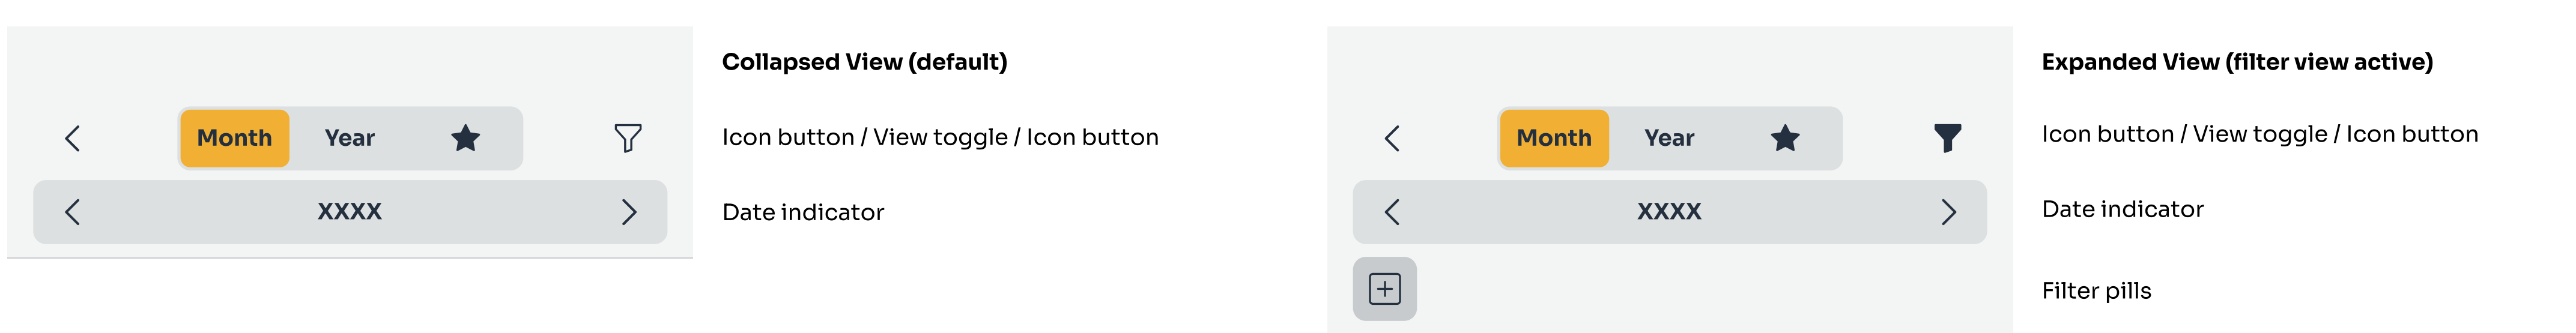 Collapsed View (default)
Month Year
Icon button / View toggle / Icon button
XXXX
Date indicator
Expanded View (filter view active)
Month Year
Icon button / View toggle / Icon button
XXXX
Date indicator
Filter pills